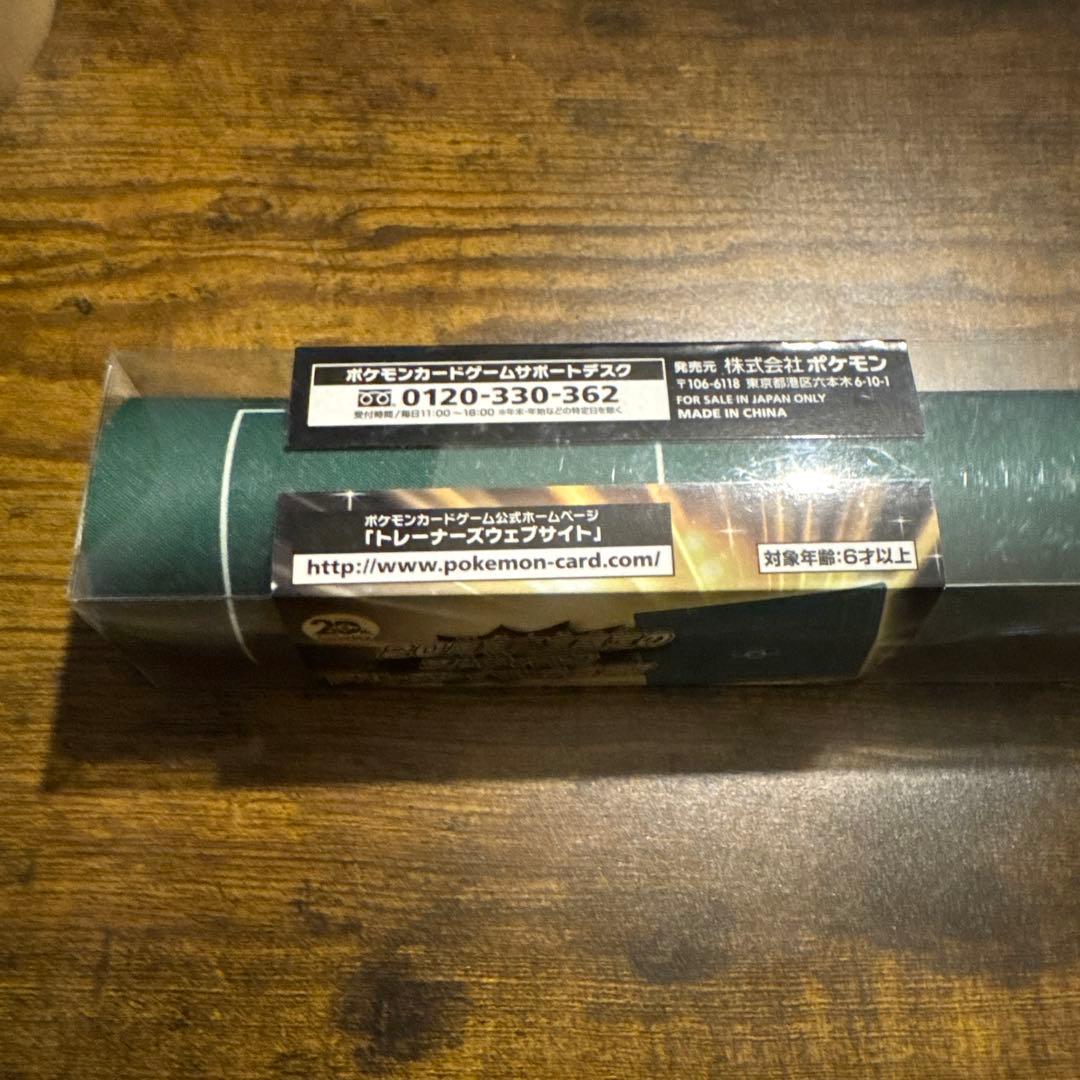 ポケモンカードゲームサポートデスク
0120-330-362
受付時間/毎日11:00～18:00 ※年末・年始などの特定日を除く
発売元 株式会社 ポケモン
〒106-6118 東京都港区六本木6-10-1
FOR SALE IN JAPAN ONLY
MADE IN CHINA
ポケモンカードゲーム公式ホームページ
「トレーナーズウェブサイト」
http://www.pokemon-card.com/
対象年齢:6才以上
20th